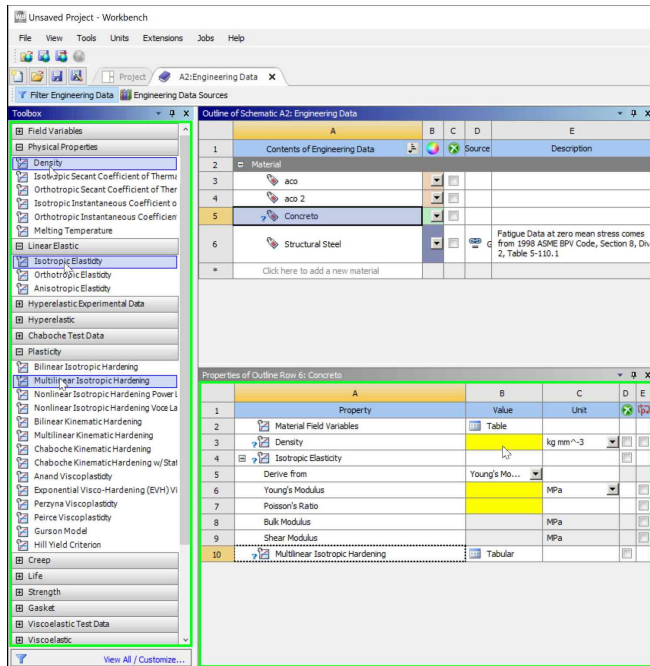 Unsaved Project - Workbench
File View Tools Units Extensions Jobs Help
Project A2:Engineering Data X
Filter Engineering Data Engineering Data Sources
Toolbox
Field Variables
Physical Properties
Density
Isotropic Secant Coefficient of Therma
Orthotropic Secant Coefficient of Ther
Isotropic Instantaneous Coefficient o
Orthotropic Instantaneous Coefficien
Melting Temperature
Linear Elastic
Isotropic Elasticity
Orthotropic Elasticity
Anisotropic Elasticity
Hyperelastic Experimental Data
Hyperelastic
Chaboche Test Data
Plasticity
Bilinear Isotropic Hardening
Multilinear Isotropic Hardening
Nonlinear Isotropic Hardening Power L
Nonlinear Isotropic Hardening Voce La
Bilinear Kinematic Hardening
Multilinear Kinematic Hardening
Chaboche Kinematic Hardening
Chaboche Kinematic Hardening w/Stat
Anand Viscoplasticity
Exponential Visco-Hardening (EVH) Vi
Perzyna Viscoplasticity
Peirce Viscoplasticity
Gurson Model
Hill Yield Criterion
Creep
Life
Strength
Gasket
Viscoelastic Test Data
Viscoelastic
View All / Customize...
Outline of Schematic A2: Engineering Data
A B C D E
1 Contents of Engineering Data Source Description
2 Material
3 aco
4 aco 2
5 ? Concreto
6 Structural Steel G Fatigue Data at zero mean stress comes
from 1998 ASME BPV Code, Section 8, Div
2, Table 5-110.1
* Click here to add a new material
Properties of Outline Row 6: Concreto
A B C D E
1 Property Value Unit
2 Material Field Variables Table
3 ? Density kg mm^-3
4 ? Isotropic Elasticity
5 Derive from Young's Mo...
6 Young's Modulus MPa
7 Poisson's Ratio
8 Bulk Modulus MPa
9 Shear Modulus MPa
10 ? Multilinear Isotropic Hardening Tabular